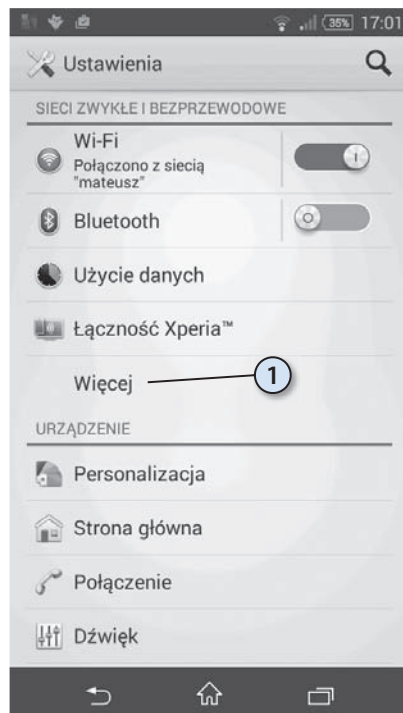 35% 17:01
Ustawienia
SIECI ZWYKŁE I BEZPRZEWODOWE
Wi-Fi
Połączono z siecią
"mateusz"
Bluetooth
Użycie danych
Łączność Xperia™
Więcej
1
URZĄDZENIE
Personalizacja
Strona główna
Połączenie
Dźwięk